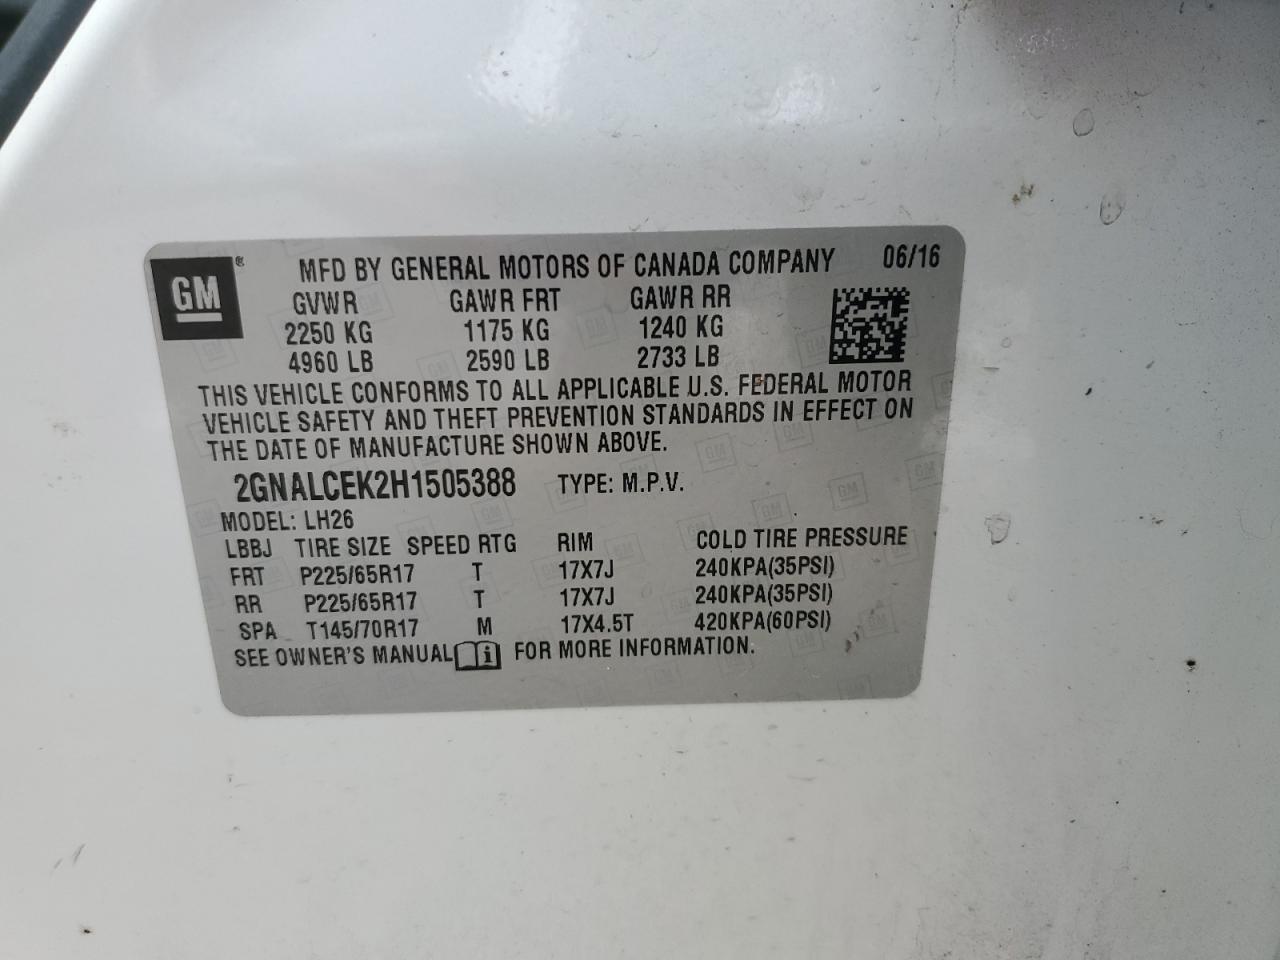 GM ® MFD BY GENERAL MOTORS OF CANADA COMPANY 06/16
GVWR GAWR FRT GAWR RR
2250 KG 1175 KG 1240 KG
4960 LB 2590 LB 2733 LB
THIS VEHICLE CONFORMS TO ALL APPLICABLE U.S. FEDERAL MOTOR
VEHICLE SAFETY AND THEFT PREVENTION STANDARDS IN EFFECT ON
THE DATE OF MANUFACTURE SHOWN ABOVE.
2GNALCEK2H1505388 TYPE: M.P.V.
MODEL: LH26
LBBJ TIRE SIZE SPEED RTG RIM COLD TIRE PRESSURE
FRT P225/65R17 T 17X7J 240KPA(35PSI)
RR P225/65R17 T 17X7J 240KPA(35PSI)
SPA T145/70R17 M 17X4.5T 420KPA(60PSI)
SEE OWNER'S MANUAL i FOR MORE INFORMATION.